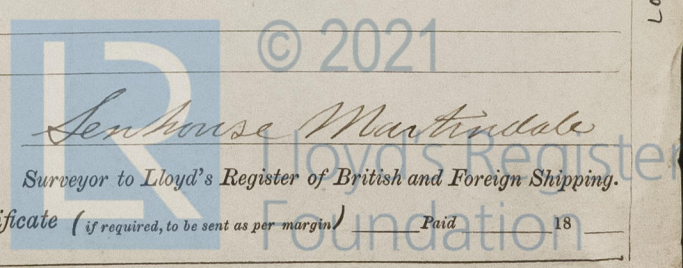 © 2021
Senhouse Martindale
Lloyd's Register
Surveyor to Lloyd's Register of British and Foreign Shipping.
ificate (if required, to be sent as per margin) Paid 18
Foundation